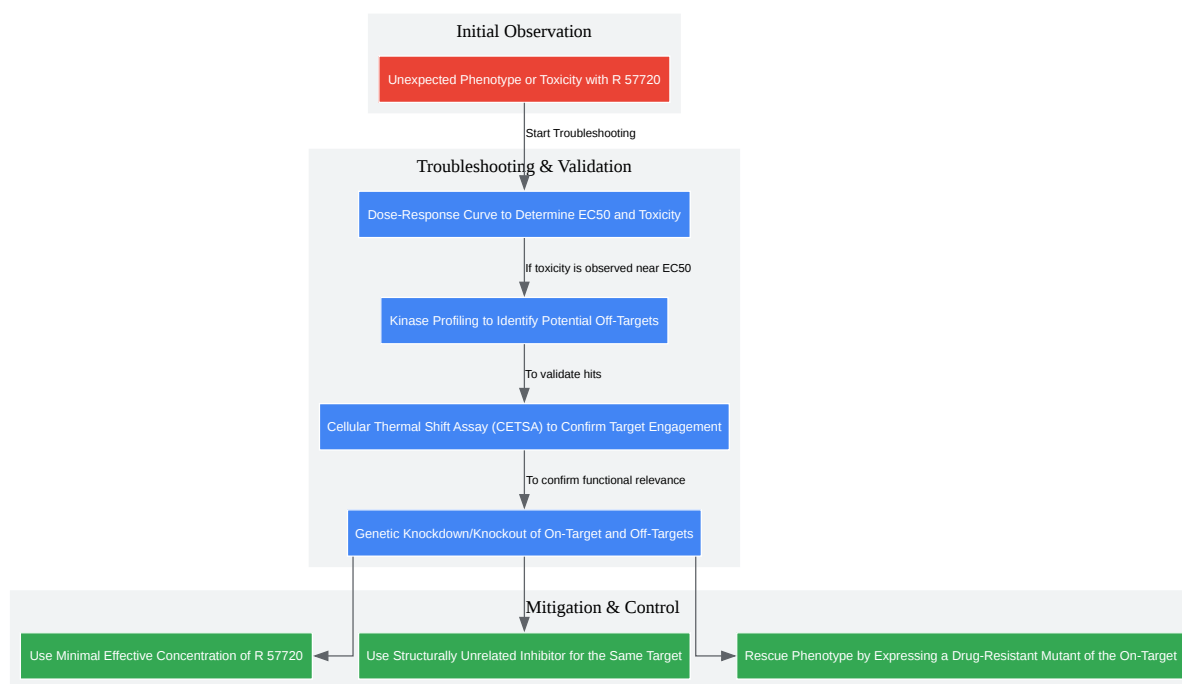 Initial Observation
Unexpected Phenotype or Toxicity with R 57720
Start Troubleshooting
Troubleshooting & Validation
Dose-Response Curve to Determine EC50 and Toxicity
If toxicity is observed near EC50
Kinase Profiling to Identify Potential Off-Targets
To validate hits
Cellular Thermal Shift Assay (CETSA) to Confirm Target Engagement
To confirm functional relevance
Genetic Knockdown/Knockout of On-Target and Off-Targets
Mitigation & Control
Use Minimal Effective Concentration of R 57720
Use Structurally Unrelated Inhibitor for the Same Target
Rescue Phenotype by Expressing a Drug-Resistant Mutant of the On-Target